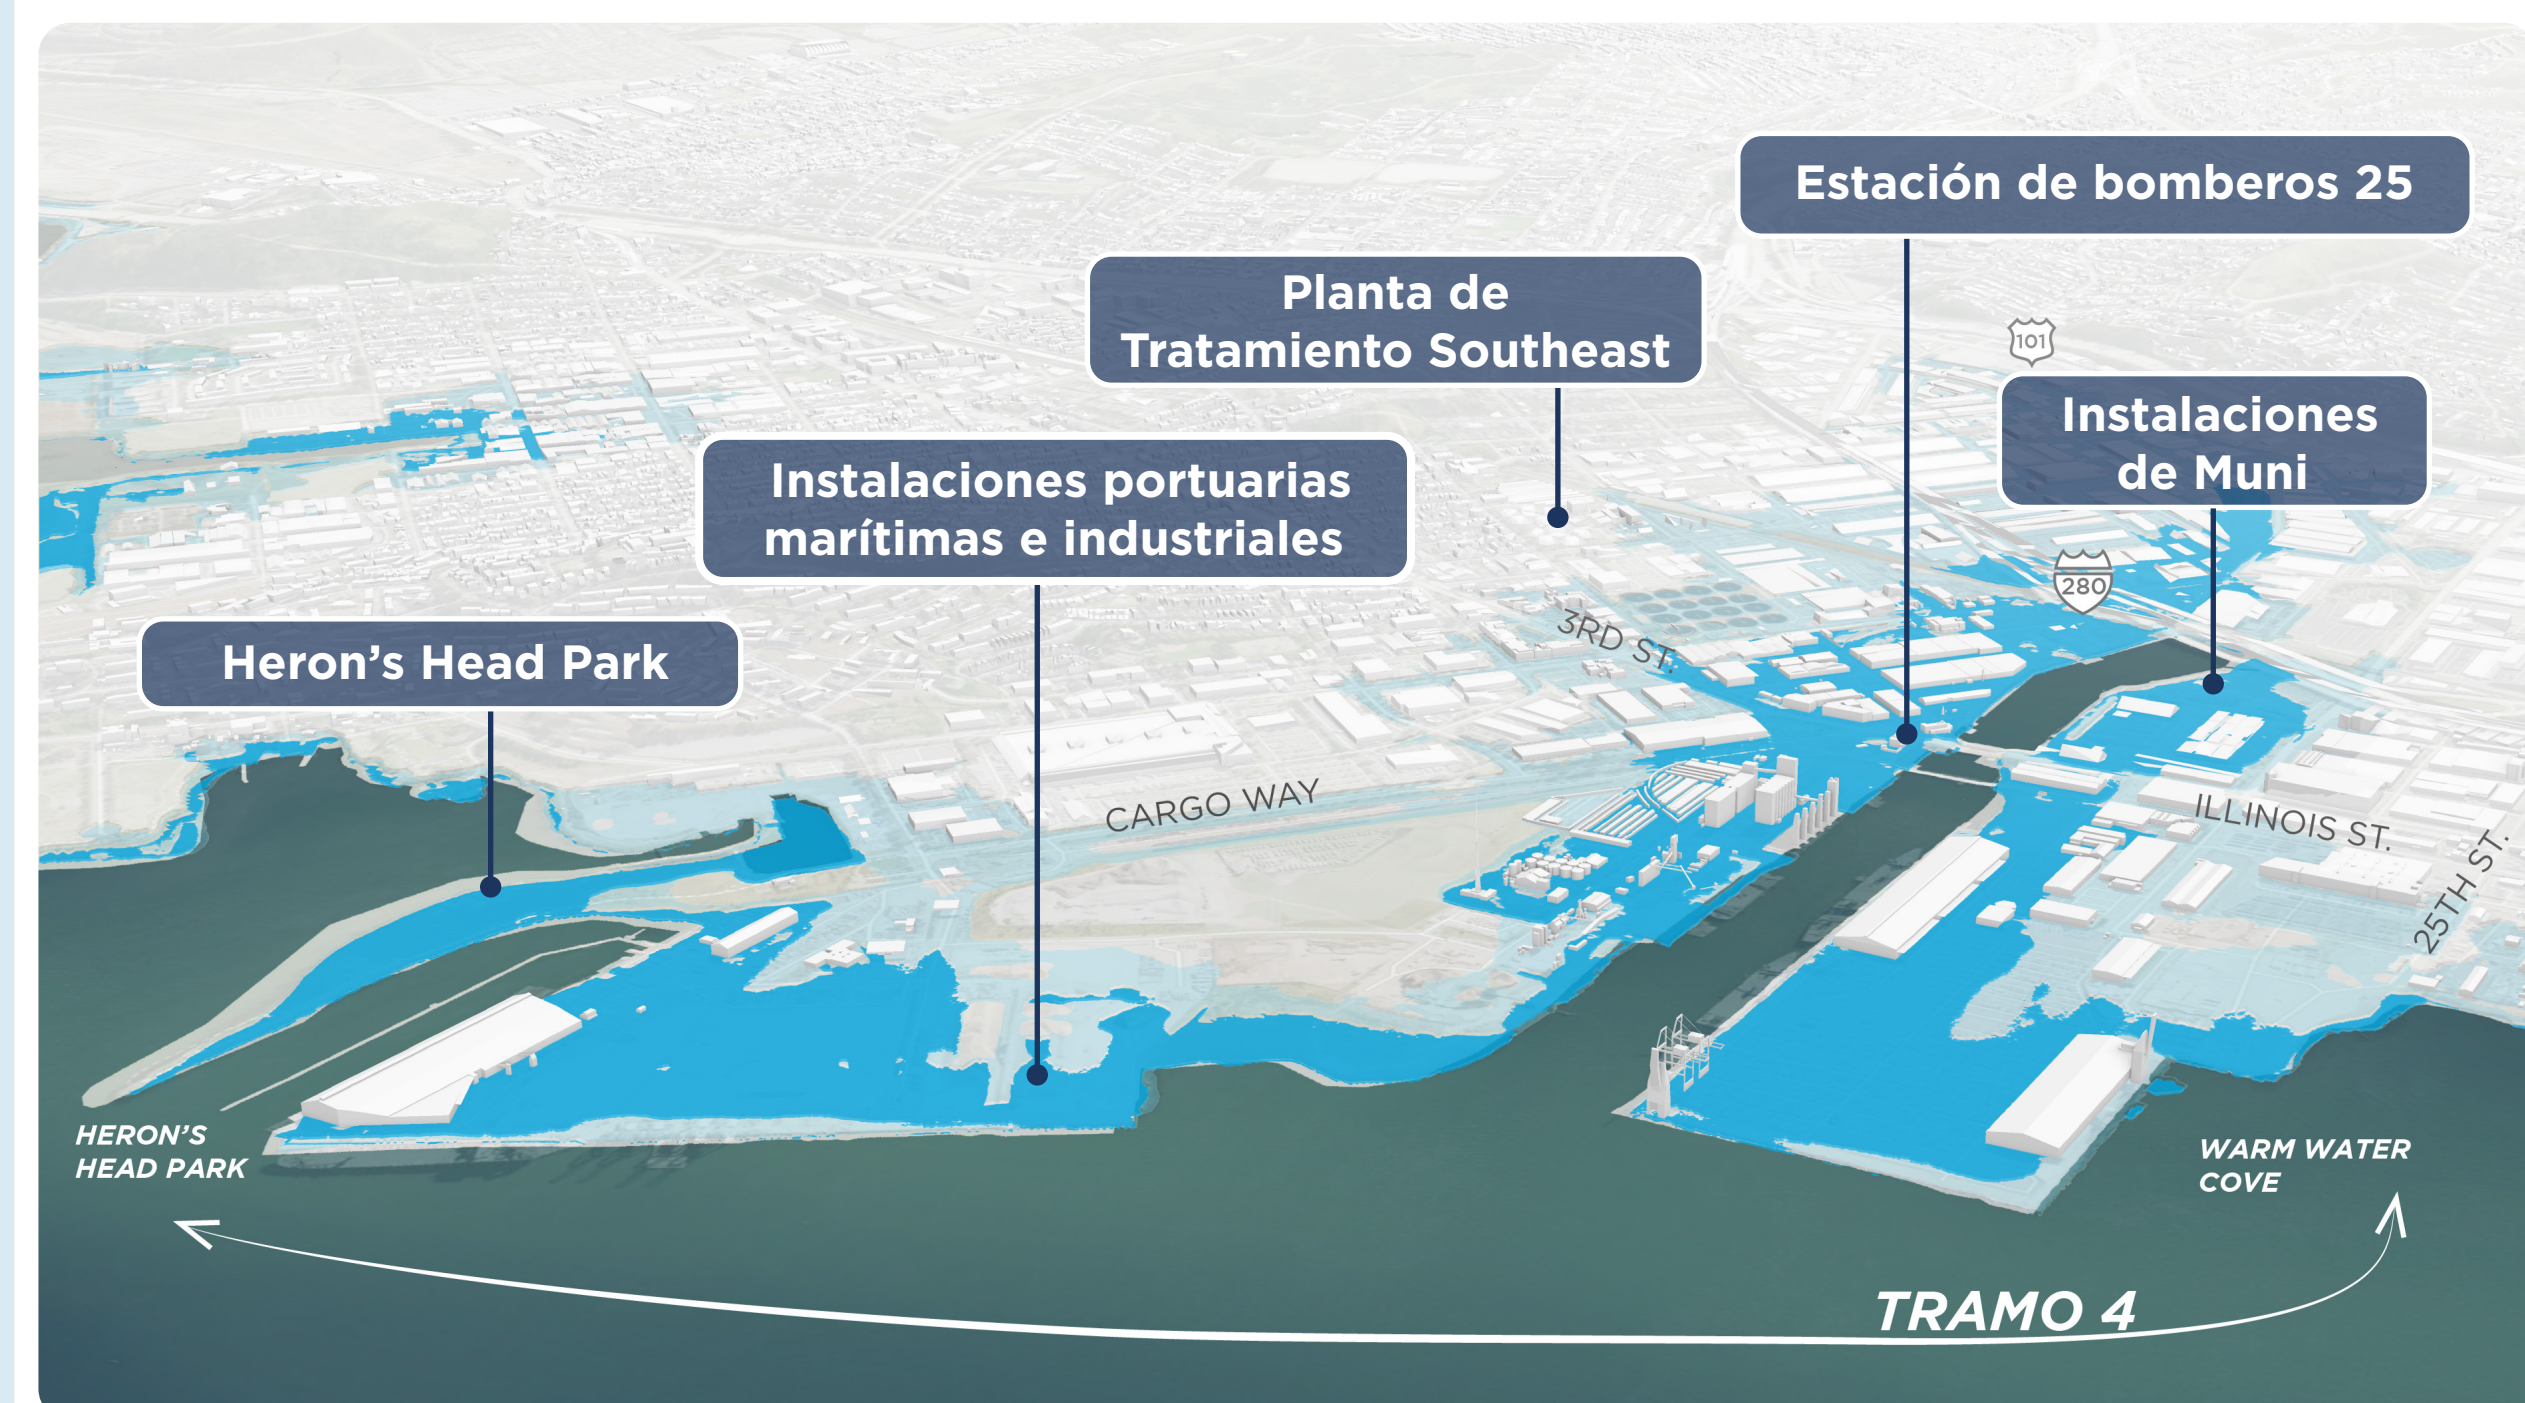 Estación de bomberos 25
Planta de
Tratamiento Southeast
101
Instalaciones
de Muni
Instalaciones portuarias
marítimas e industriales
280
Heron's Head Park
3RD ST.
CARGO WAY
ILLINOIS ST.
25TH ST.
HERON'S
HEAD PARK
WARM WATER
COVE
TRAMO 4